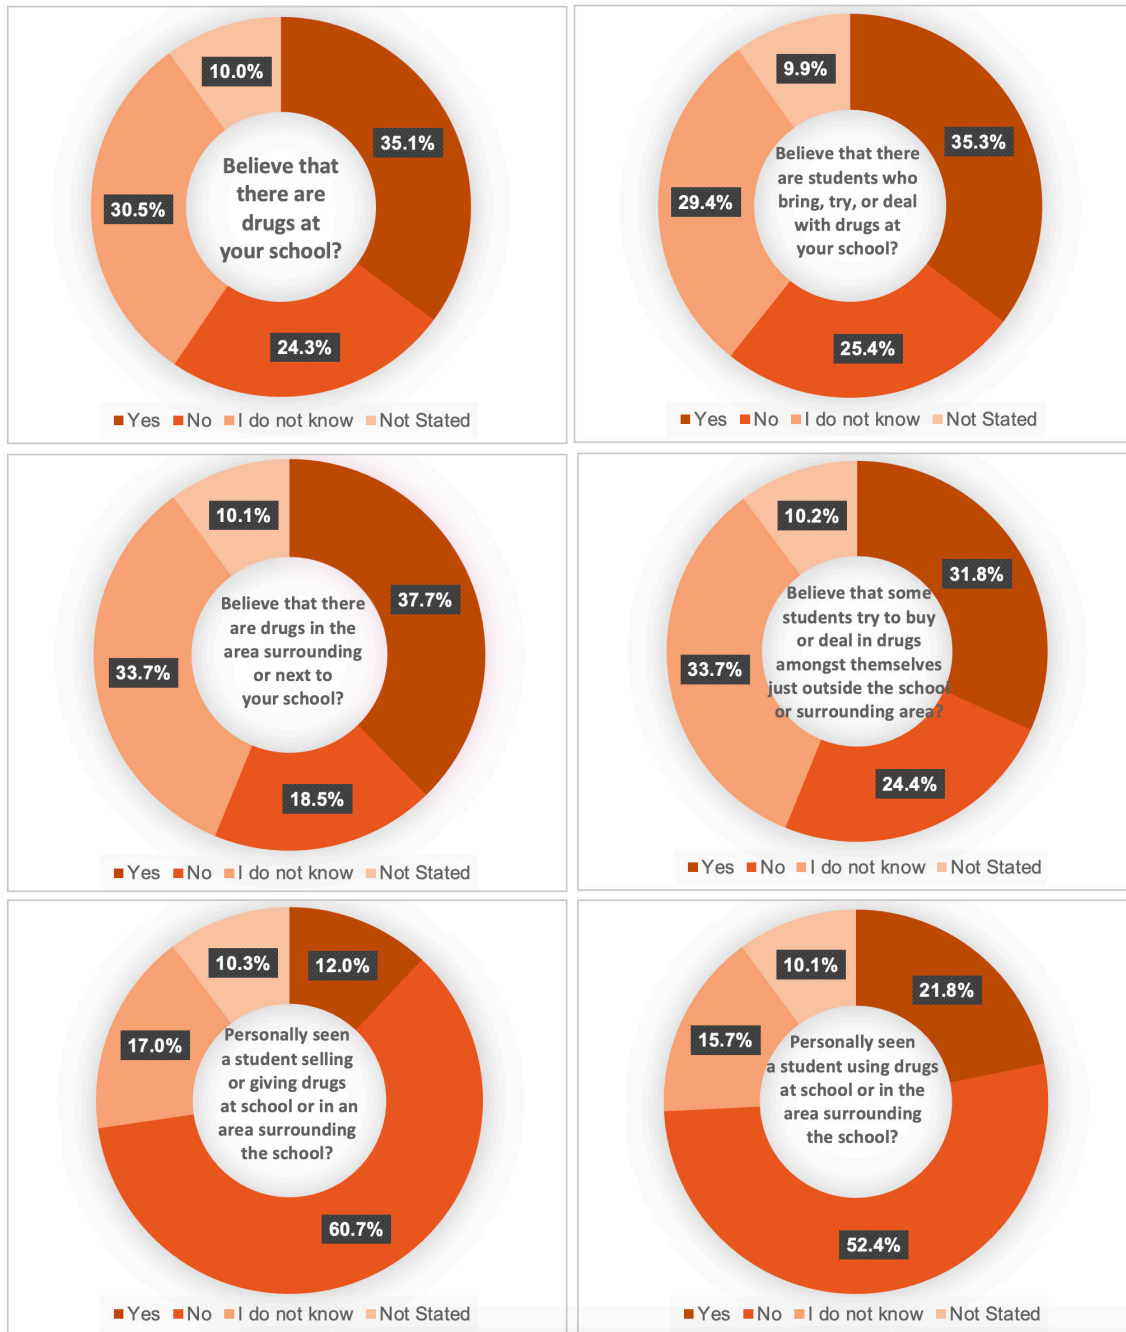 10.0%
35.1%
Believe that
there are
drugs at
your school?
30.5%
24.3%
Yes No I do not know Not Stated
9.9%
35.3%
Believe that there
are students who
bring, try, or deal
with drugs at
your school?
29.4%
25.4%
Yes No I do not know Not Stated
10.1%
37.7%
Believe that there
are drugs in the
area surrounding
or next to
your school?
33.7%
18.5%
Yes No I do not know Not Stated
10.2%
31.8%
Believe that some
students try to buy
or deal in drugs
amongst themselves
just outside the school
or surrounding area?
33.7%
24.4%
Yes No I do not know Not Stated
10.3%
12.0%
Personally seen
a student selling
or giving drugs
at school or in an
area surrounding
the school?
17.0%
60.7%
Yes No I do not know Not Stated
10.1%
21.8%
Personally seen
a student using drugs
at school or in the
area surrounding
the school?
15.7%
52.4%
Yes No I do not know Not Stated